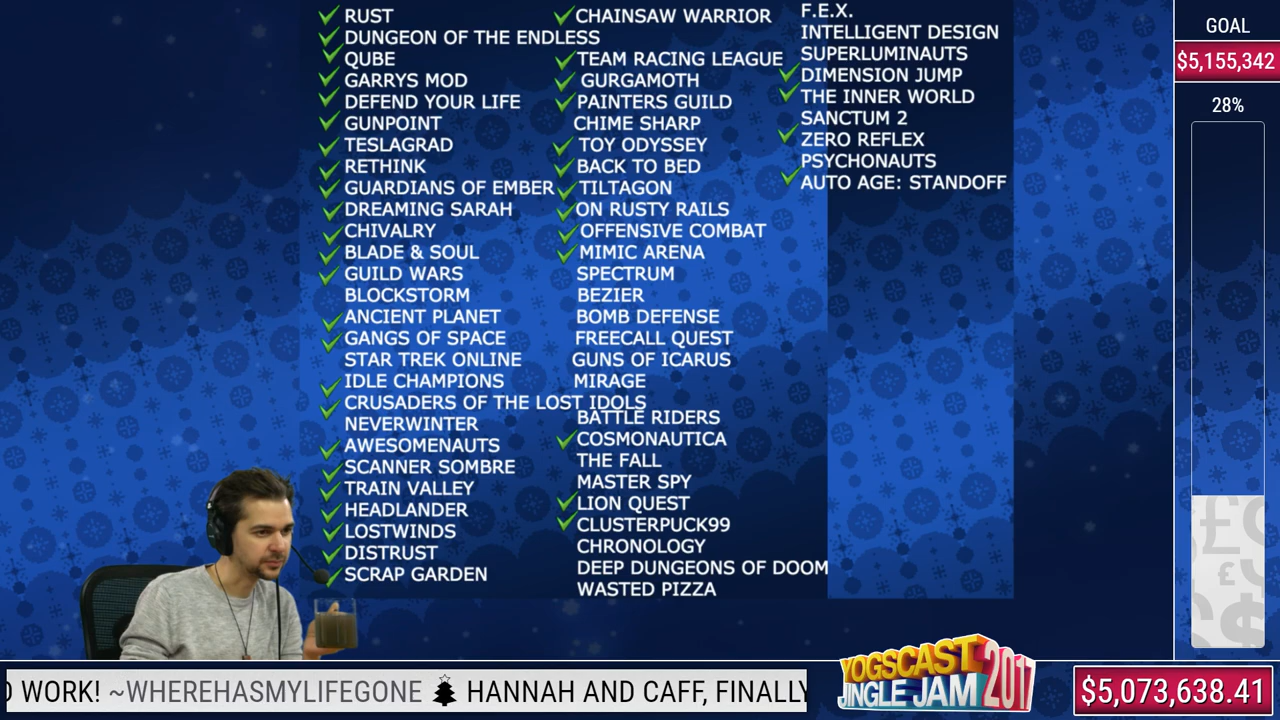 RUST
DUNGEON OF THE ENDLESS
QUBE
GARRYS MOD
DEFEND YOUR LIFE
GUNPOINT
TESLAGRAD
RETHINK
GUARDIANS OF EMBER
DREAMING SARAH
CHIVALRY
BLADE & SOUL
GUILD WARS
BLOCKSTORM
ANCIENT PLANET
GANGS OF SPACE
STAR TREK ONLINE
IDLE CHAMPIONS
CRUSADERS OF THE LOST IDOLS
NEVERWINTER
AWESOMENAUTS
SCANNER SOMBRE
TRAIN VALLEY
HEADLANDER
LOSTWINDS
DISTRUST
SCRAP GARDEN
CHAINSAW WARRIOR
TEAM RACING LEAGUE
GURGAMOTH
PAINTERS GUILD
CHIME SHARP
TOY ODYSSEY
BACK TO BED
TILTAGON
ON RUSTY RAILS
OFFENSIVE COMBAT
MIMIC ARENA
SPECTRUM
BEZIER
BOMB DEFENSE
FREECALL QUEST
GUNS OF ICARUS
MIRAGE
BATTLE RIDERS
COSMONAUTICA
THE FALL
MASTER SPY
LION QUEST
CLUSTERPUCK99
CHRONOLOGY
DEEP DUNGEONS OF DOOM
WASTED PIZZA
F.E.X.
INTELLIGENT DESIGN
SUPERLUMINAUTS
DIMENSION JUMP
THE INNER WORLD
SANCTUM 2
ZERO REFLEX
PSYCHONAUTS
AUTO AGE: STANDOFF
GOAL
$5,155,342
28%
WORK! ~WHEREHASMYLIFEGONE HANNAH AND CAFF, FINALLY
YOGSCAST
JINGLE JAM 2017
$5,073,638.41